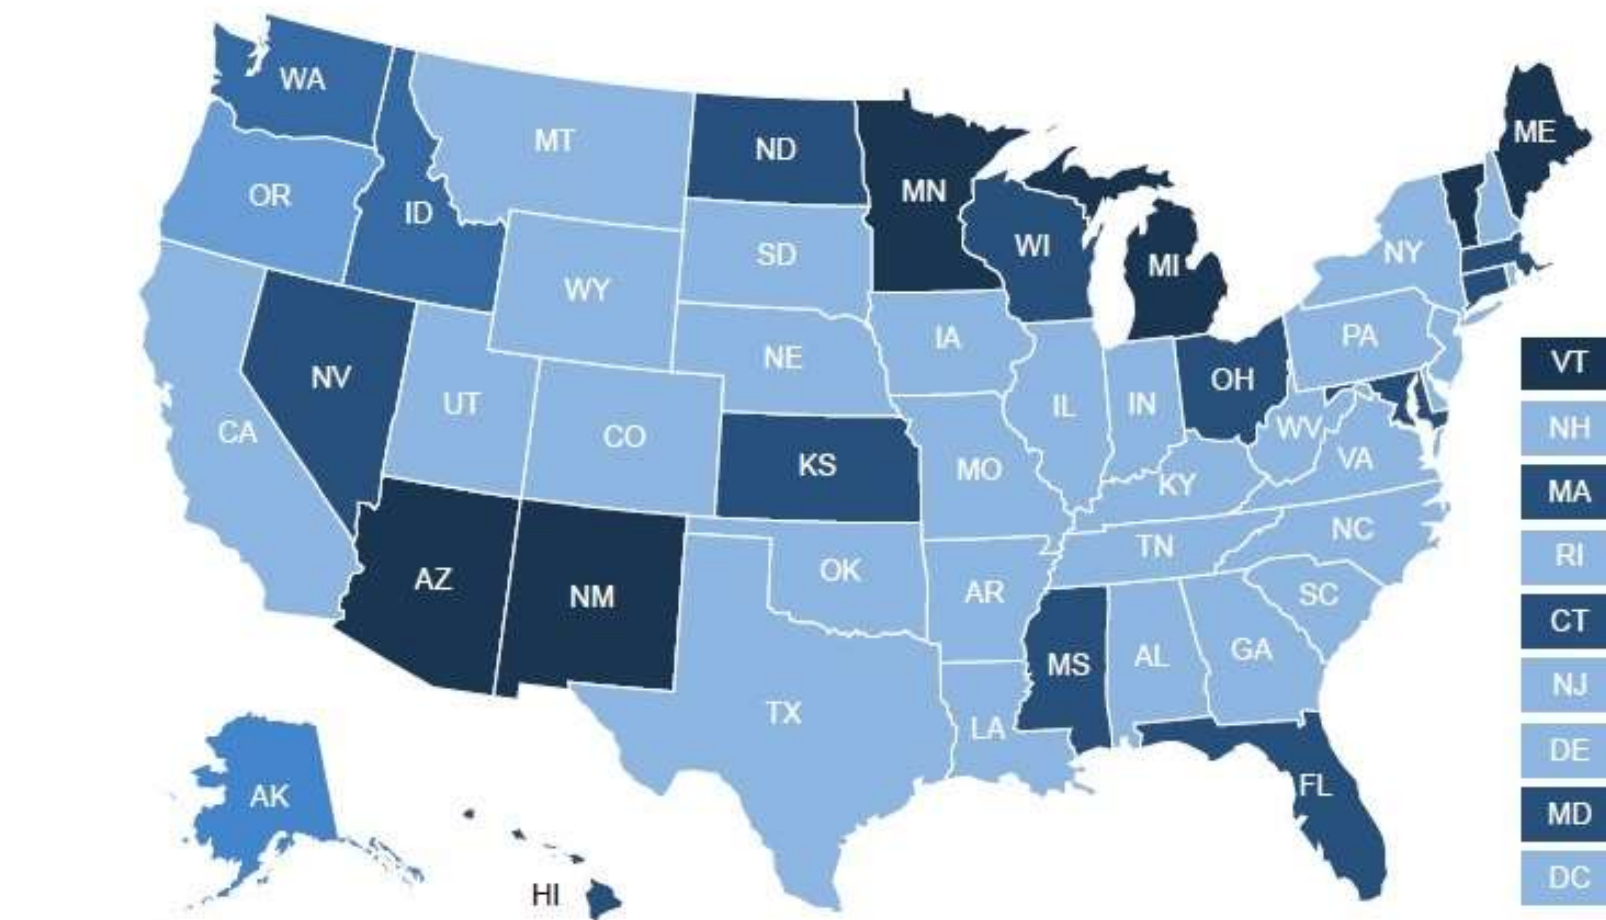 WA
ME
MT
ND
MN
OR
ID
WI
NY
SD
MI
WY
PA
IA
NE
VT
NV
OH
UT
IL
IN
CA
CO
WV
NH
VA
KS
MO
KY
MA
NC
TN
RI
AZ
OK
NM
AR
SC
CT
MS
AL
GA
NJ
TX
LA
DE
FL
AK
MD
HI
DC